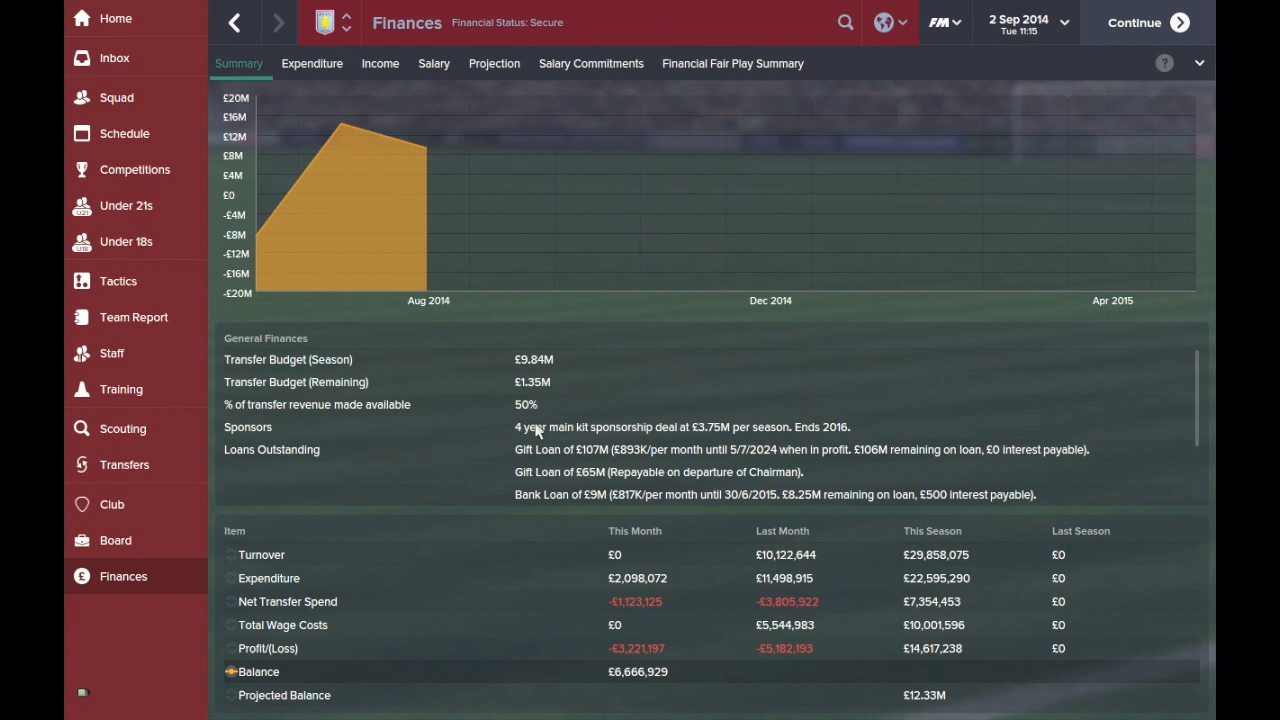 Home
Finances
Financial Status: Secure
FM
2 Sep 2014
Tue 11:15
Continue
Inbox
Squad
Schedule
Competitions
U21
Under 21s
U18
Under 18s
Tactics
Team Report
Staff
Training
Scouting
Transfers
Club
Board
£
Finances
Summary
Expenditure
Income
Salary
Projection
Salary Commitments
Financial Fair Play Summary
?
£20M
£16M
£12M
£8M
£4M
£0
-£4M
-£8M
-£12M
-£16M
-£20M
Aug 2014
Dec 2014
Apr 2015
General Finances
Transfer Budget (Season) £9.84M
Transfer Budget (Remaining) £1.35M
% of transfer revenue made available 50%
Sponsors 4 year main kit sponsorship deal at £3.75M per season. Ends 2016.
Loans Outstanding Gift Loan of £107M (£893K/per month until 5/7/2024 when in profit. £106M remaining on loan, £0 interest payable).
Gift Loan of £65M (Repayable on departure of Chairman).
Bank Loan of £9M (£817K/per month until 30/6/2015. £8.25M remaining on loan, £500 interest payable).
Item This Month Last Month This Season Last Season
Turnover £0 £10,122,644 £29,858,075 £0
Expenditure £2,098,072 £11,498,915 £22,595,290 £0
Net Transfer Spend -£1,123,125 -£3,805,922 £7,354,453 £0
Total Wage Costs £0 £5,544,983 £10,001,596 £0
Profit/(Loss) -£3,221,197 -£5,182,193 £14,617,238 £0
Balance £6,666,929
Projected Balance £12.33M